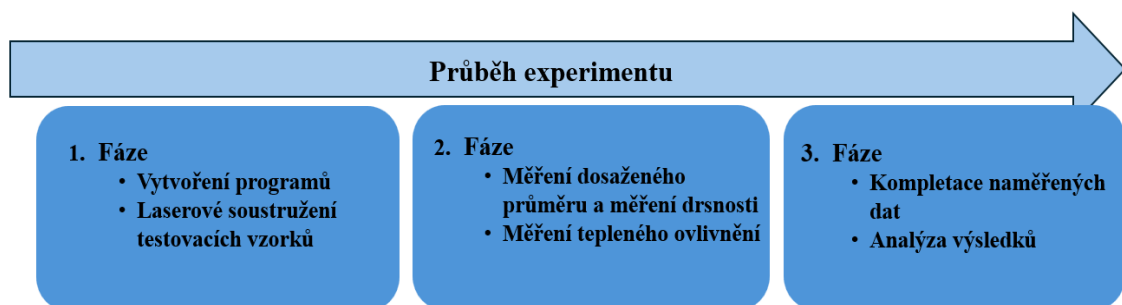 Průběh experimentu
1. Fáze
• Vytvoření programů
• Laserové soustružení
testovacích vzorků
2. Fáze
• Měření dosaženého
průměru a měření drsnosti
• Měření tepleného ovlivnění
3. Fáze
• Kompletace naměřených
dat
• Analýza výsledků